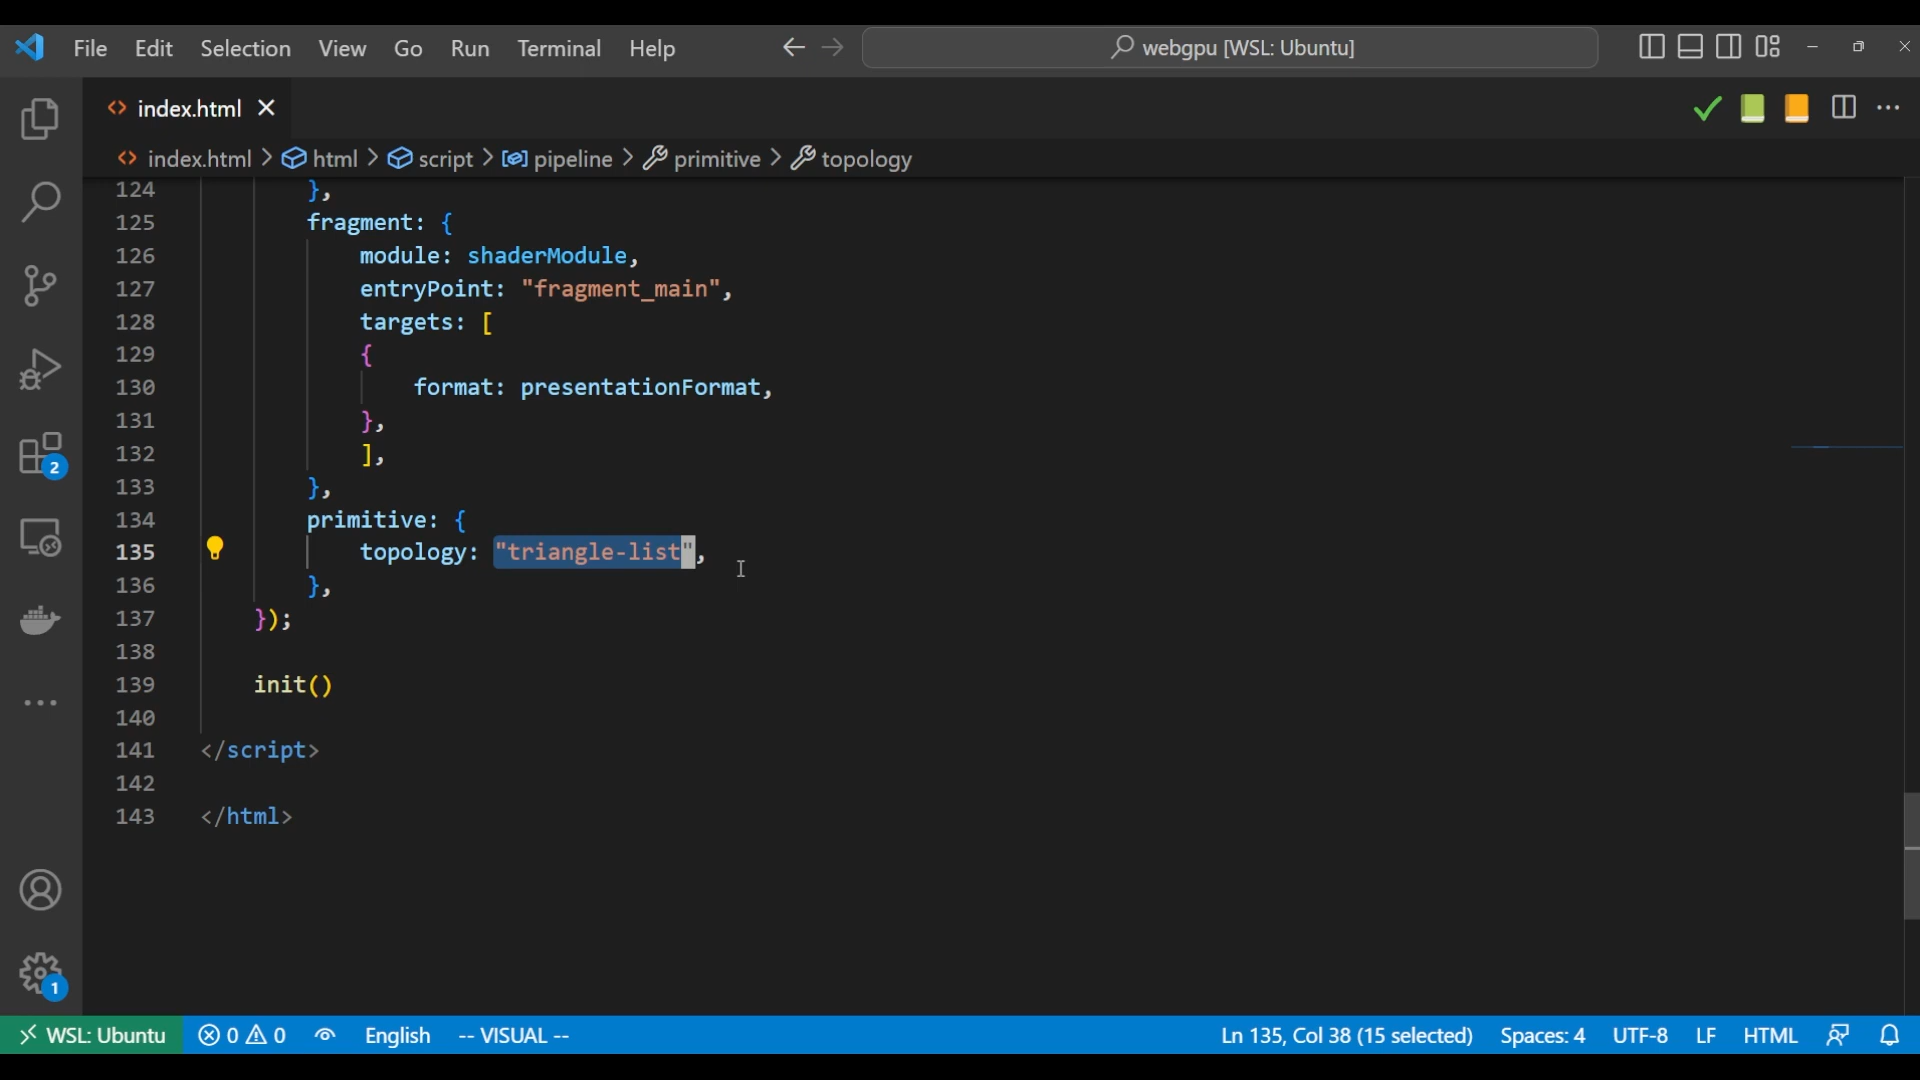 File Edit Selection View Go Run Terminal Help webgpu [WSL: Ubuntu]
index.html
index.html > html > script > pipeline > primitive > topology
124 },
125 fragment: {
126 module: shaderModule,
127 entryPoint: "fragment_main",
128 targets: [
129 {
130 format: presentationFormat,
131 },
132 ],
133 },
134 primitive: {
135 topology: "triangle-list",
136 },
137 });
138
139 init()
140
141 </script>
142
143 </html>
2
1
WSL: Ubuntu 0 0 English -- VISUAL -- Ln 135, Col 38 (15 selected) Spaces: 4 UTF-8 LF HTML